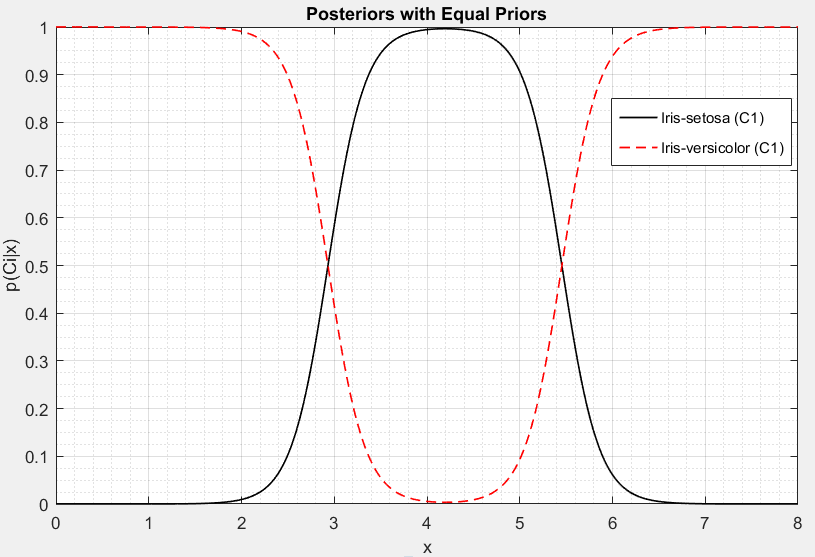 Posteriors with Equal Priors
1
0.9
0.8
0.7
0.6
0.5
0.4
0.3
0.2
0.1
0
p(Ci|x)
Iris-setosa (C1)
Iris-versicolor (C1)
0 1 2 3 4 5 6 7 8
x